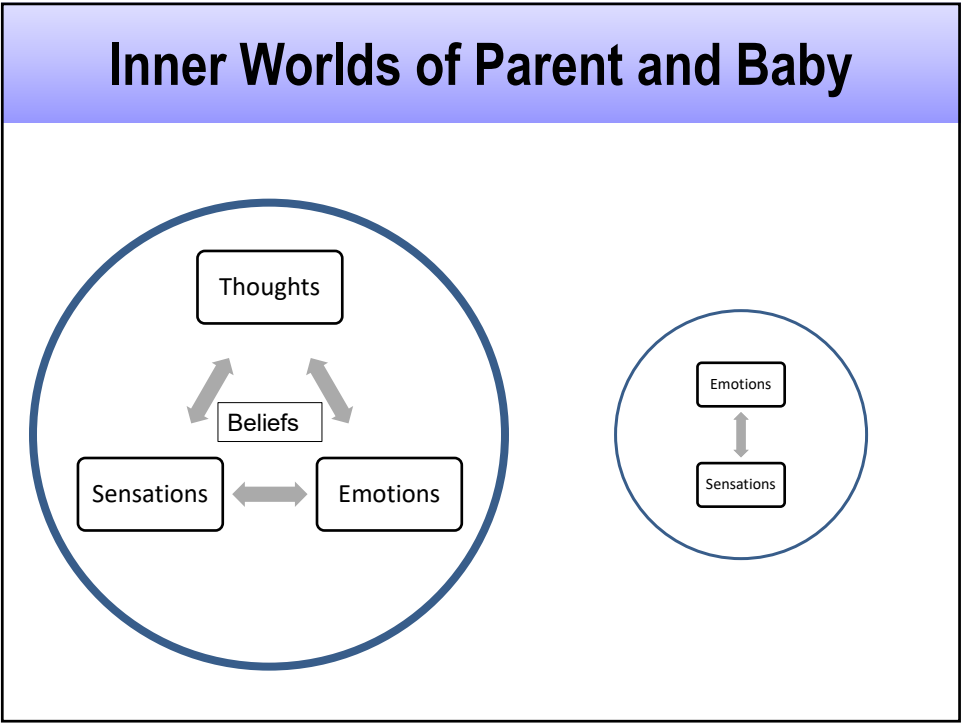 Inner Worlds of Parent and Baby
Thoughts
Beliefs
Sensations
Emotions
Emotions
Sensations